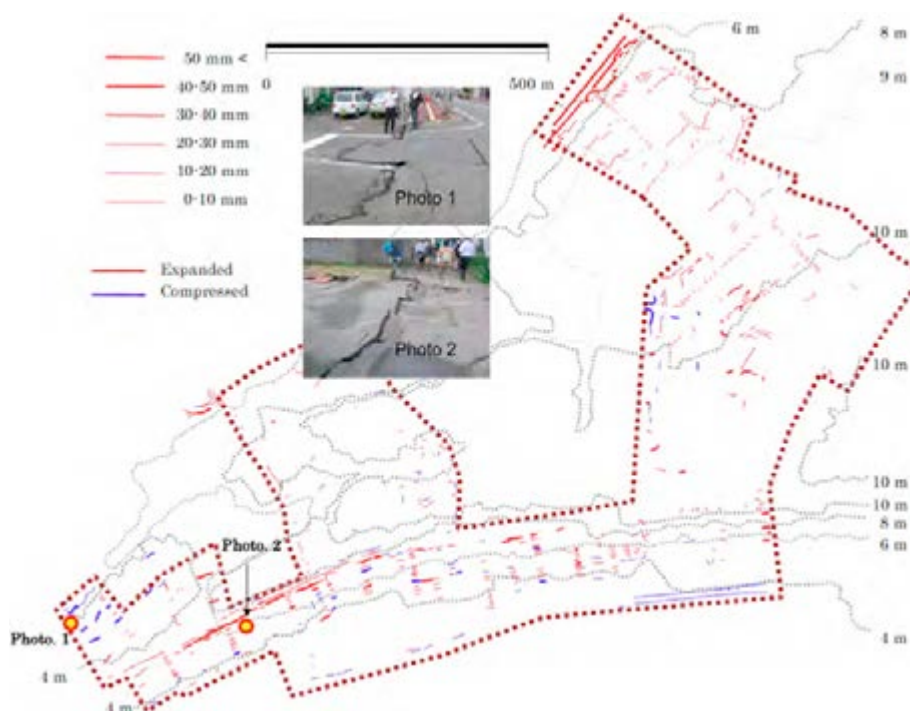 50 mm <
40-50 mm
30-40 mm
20-30 mm
10-20 mm
0-10 mm
Expanded
Compressed
0
500 m
Photo 1
Photo 2
6 m
8 m
9 m
10 m
10 m
10 m
10 m
8 m
6 m
4 m
Photo. 2
Photo. 1
4 m
4 m